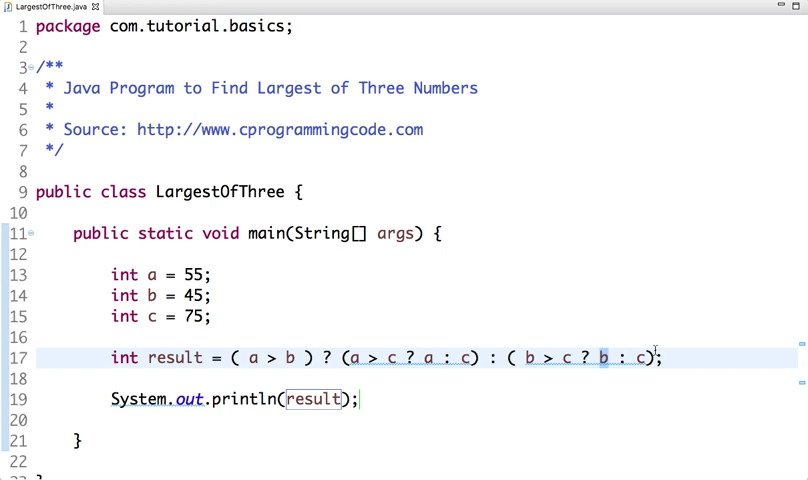 LargestOfThree.java
1 package com.tutorial.basics;
2
3 /**
4 * Java Program to Find Largest of Three Numbers
5 *
6 * Source: http://www.cprogrammingcode.com
7 */
8
9 public class LargestOfThree {
10
11 public static void main(String[] args) {
12
13 int a = 55;
14 int b = 45;
15 int c = 75;
16
17 int result = ( a > b ) ? (a > c ? a : c) : ( b > c ? b : c);
18
19 System.out.println(result);
20
21 }
22